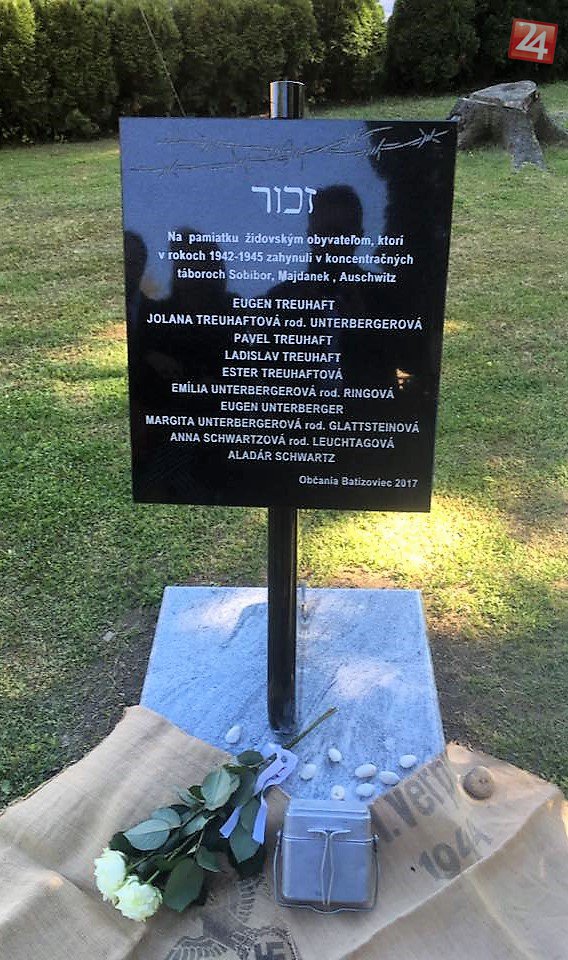 24
זכור
Na pamiatku židovským obyvateľom, ktorí
v rokoch 1942-1945 zahynuli v koncentračných
táboroch Sobibor, Majdanek , Auschwitz
EUGEN TREUHAFT
JOLANA TREUHAFTOVÁ rod. UNTERBERGEROVÁ
PAVEL TREUHAFT
LADISLAV TREUHAFT
ESTER TREUHAFTOVÁ
EMÍLIA UNTERBERGEROVÁ rod. RINGOVÁ
EUGEN UNTERBERGER
MARGITA UNTERBERGEROVÁ rod. GLATTSTEINOVÁ
ANNA SCHWARTZOVÁ rod. LEUCHTAGOVÁ
ALADÁR SCHWARTZ
Občania Batizoviec 2017
1944